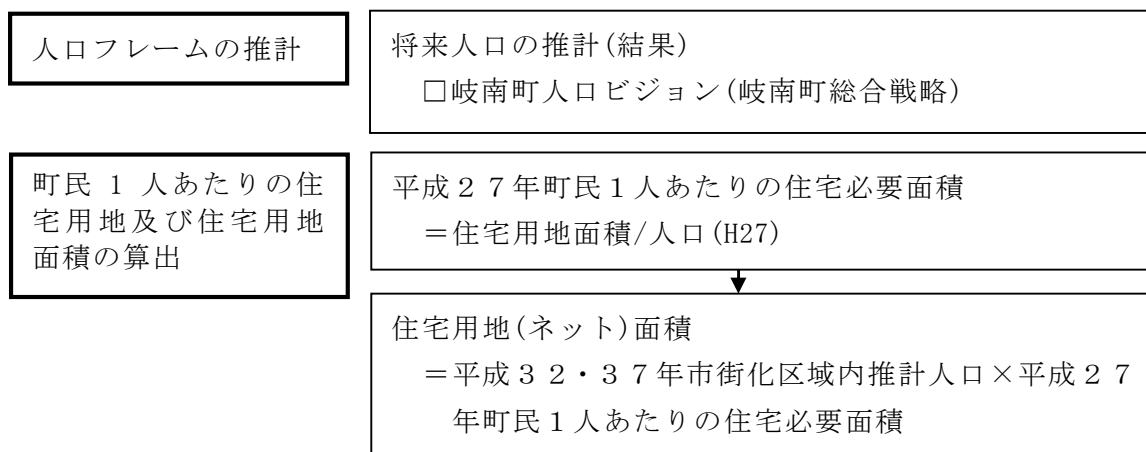 人口フレームの推計
将来人口の推計(結果)
□岐南町人口ビジョン(岐南町総合戦略)
町民 1 人あたりの住
宅用地及び住宅用地
面積の算出
平成２７年町民１人あたりの住宅必要面積
＝住宅用地面積/人口(H27)
住宅用地(ネット)面積
＝平成３２・３７年市街化区域内推計人口×平成２７
年町民１人あたりの住宅必要面積